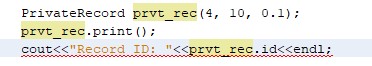 PrivateRecord prvt_rec(4, 10, 0.1);
prvt_rec.print();
cout<<"Record ID: "<<prvt_rec.id<<endl;